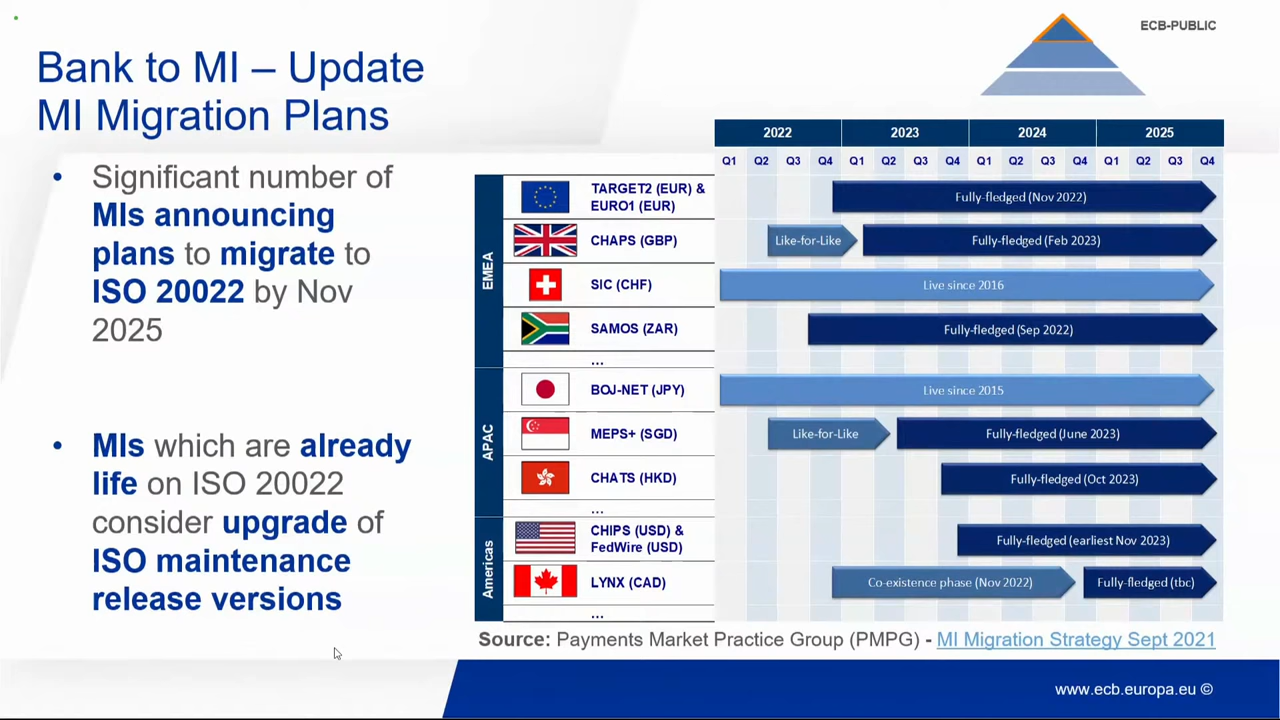 ECB-PUBLIC
Bank to MI – Update
MI Migration Plans
• Significant number of
MIs announcing
plans to migrate to
ISO 20022 by Nov
2025
• MIs which are already
life on ISO 20022
consider upgrade of
ISO maintenance
release versions
2022 2023 2024 2025
Q1 Q2 Q3 Q4 Q1 Q2 Q3 Q4 Q1 Q2 Q3 Q4 Q1 Q2 Q3 Q4
EMEA
TARGET2 (EUR) &
EURO1 (EUR)
Fully-fledged (Nov 2022)
CHAPS (GBP) Like-for-Like Fully-fledged (Feb 2023)
SIC (CHF) Live since 2016
SAMOS (ZAR) Fully-fledged (Sep 2022)
...
APAC
BOJ-NET (JPY) Live since 2015
MEPS+ (SGD) Like-for-Like Fully-fledged (June 2023)
CHATS (HKD) Fully-fledged (Oct 2023)
...
Americas
CHIPS (USD) &
FedWire (USD)
Fully-fledged (earliest Nov 2023)
LYNX (CAD) Co-existence phase (Nov 2022) Fully-fledged (tbc)
...
Source: Payments Market Practice Group (PMPG) - MI Migration Strategy Sept 2021
www.ecb.europa.eu ©